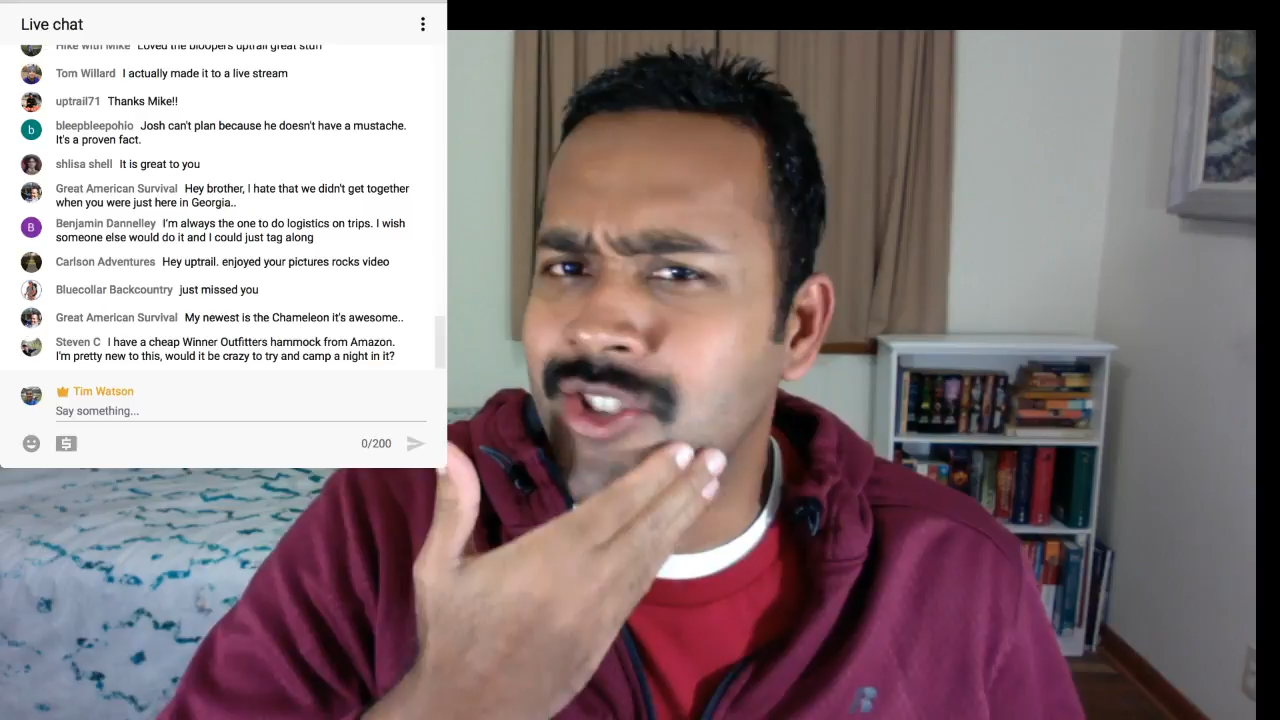 Live chat
Hike with Mike Loved the bloopers uptrail great stuff
Tom Willard I actually made it to a live stream
uptrail71 Thanks Mike!!
b
bleepbleepohio Josh can't plan because he doesn't have a mustache.
It's a proven fact.
shlisa shell It is great to you
Great American Survival Hey brother, I hate that we didn't get together
when you were just here in Georgia..
B
Benjamin Dannelley I'm always the one to do logistics on trips. I wish
someone else would do it and I could just tag along
Carlson Adventures Hey uptrail. enjoyed your pictures rocks video
Bluecollar Backcountry just missed you
Great American Survival My newest is the Chameleon it's awesome..
Steven C I have a cheap Winner Outfitters hammock from Amazon.
I'm pretty new to this, would it be crazy to try and camp a night in it?
Tim Watson
Say something...
$
0/200
R